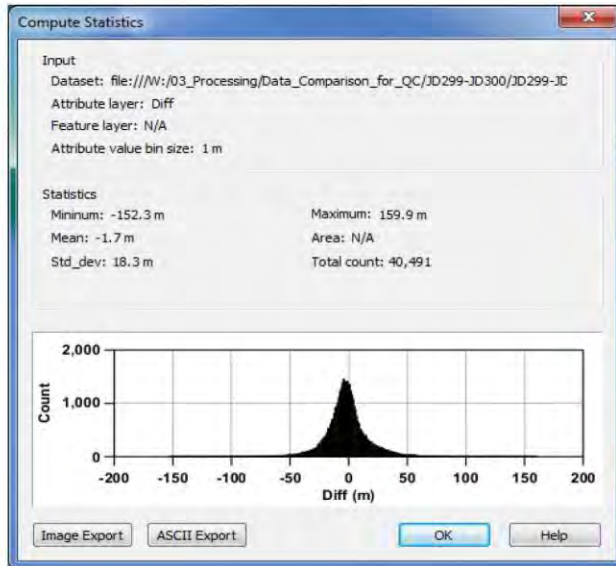 Compute Statistics
Input
Dataset: file:///W:/03_Processing/Data_Comparison_for_QC/JD299-JD300/JD299-JD
Attribute layer: Diff
Feature layer: N/A
Attribute value bin size: 1 m
Statistics
Mininum: -152.3 m
Maximum: 159.9 m
Mean: -1.7 m
Area: N/A
Std_dev: 18.3 m
Total count: 40,491
2,000
1,000
0
Count
-200 -150 -100 -50 0 50 100 150 200
Diff (m)
Image Export
ASCII Export
OK
Help